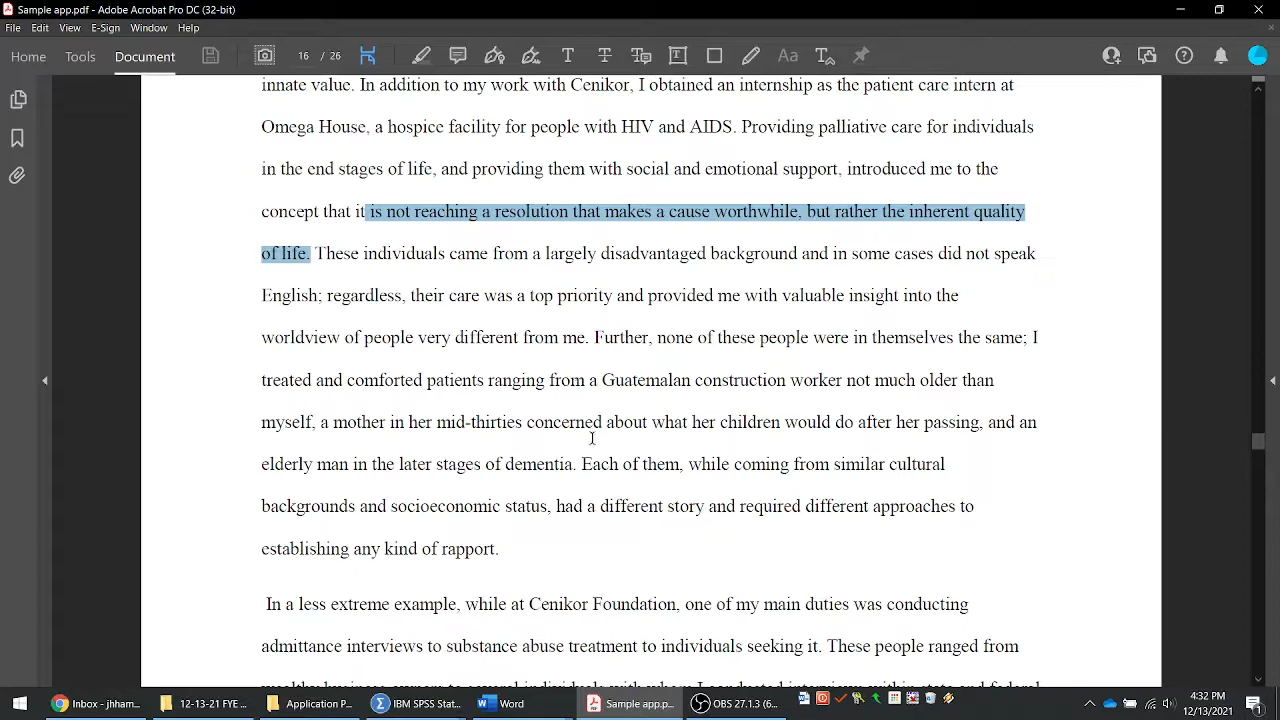 Sample app.pdf - Adobe Acrobat Pro DC (32-bit)
File Edit View E-Sign Window Help
Home Tools Document 16 / 26
innate value. In addition to my work with Cenikor, I obtained an internship as the patient care intern at
Omega House, a hospice facility for people with HIV and AIDS. Providing palliative care for individuals
in the end stages of life, and providing them with social and emotional support, introduced me to the
concept that it is not reaching a resolution that makes a cause worthwhile, but rather the inherent quality
of life. These individuals came from a largely disadvantaged background and in some cases did not speak
English; regardless, their care was a top priority and provided me with valuable insight into the
worldview of people very different from me. Further, none of these people were in themselves the same; I
treated and comforted patients ranging from a Guatemalan construction worker not much older than
myself, a mother in her mid-thirties concerned about what her children would do after her passing, and an
elderly man in the later stages of dementia. Each of them, while coming from similar cultural
backgrounds and socioeconomic status, had a different story and required different approaches to
establishing any kind of rapport.
In a less extreme example, while at Cenikor Foundation, one of my main duties was conducting
admittance interviews to substance abuse treatment to individuals seeking it. These people ranged from
Inbox - jhham... 12-13-21 FYE ... Application P... IBM SPSS Stat... Word Sample app.p... OBS 27.1.3 (6... 4:32 PM
12/13/2021